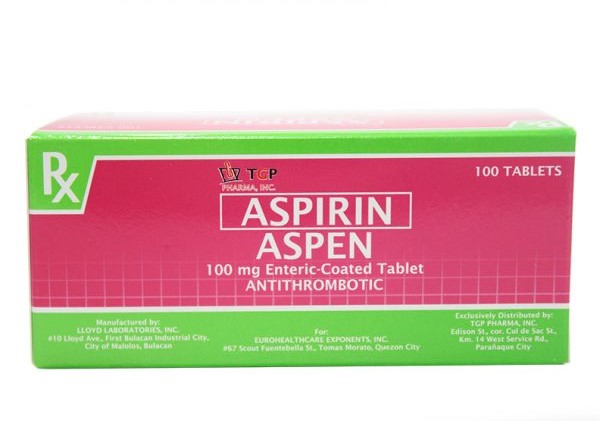 Rx
TGP
PHARMA, INC.
100 TABLETS
ASPIRIN
ASPEN
100 mg Enteric-Coated Tablet
ANTITHROMBOTIC
Manufactured by:
LLOYD LABORATORIES, INC.
#10 Lloyd Ave., First Bulacan Industrial City,
City of Malolos, Bulacan
For:
EUROHEALTHCARE EXPONENTS, INC.
#67 Scout Fuentebella St., Tomas Morato, Quezon City
Exclusively Distributed by:
TGP PHARMA, INC.
Edison St., cor. Cul de Sac St.,
Km. 14 West Service Rd.,
Parañaque City